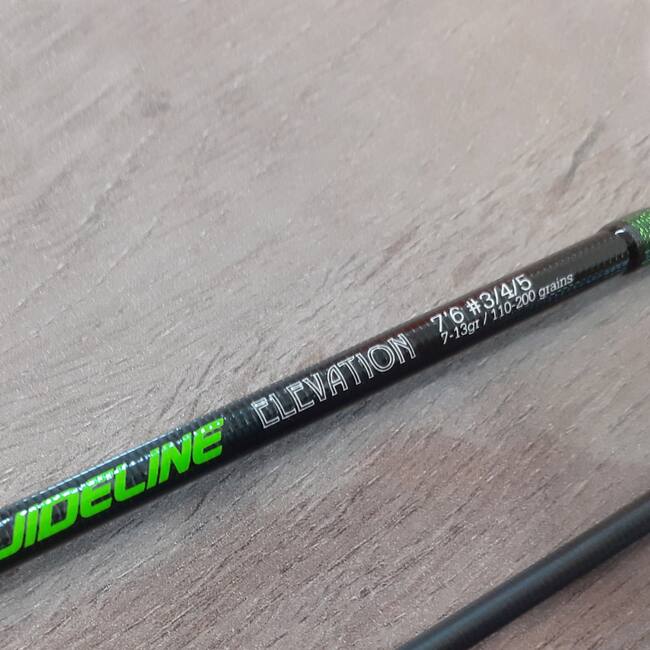 UIDELINE
ELEVATION
7'6 #3/4/5
7-13gr / 110-200 grains